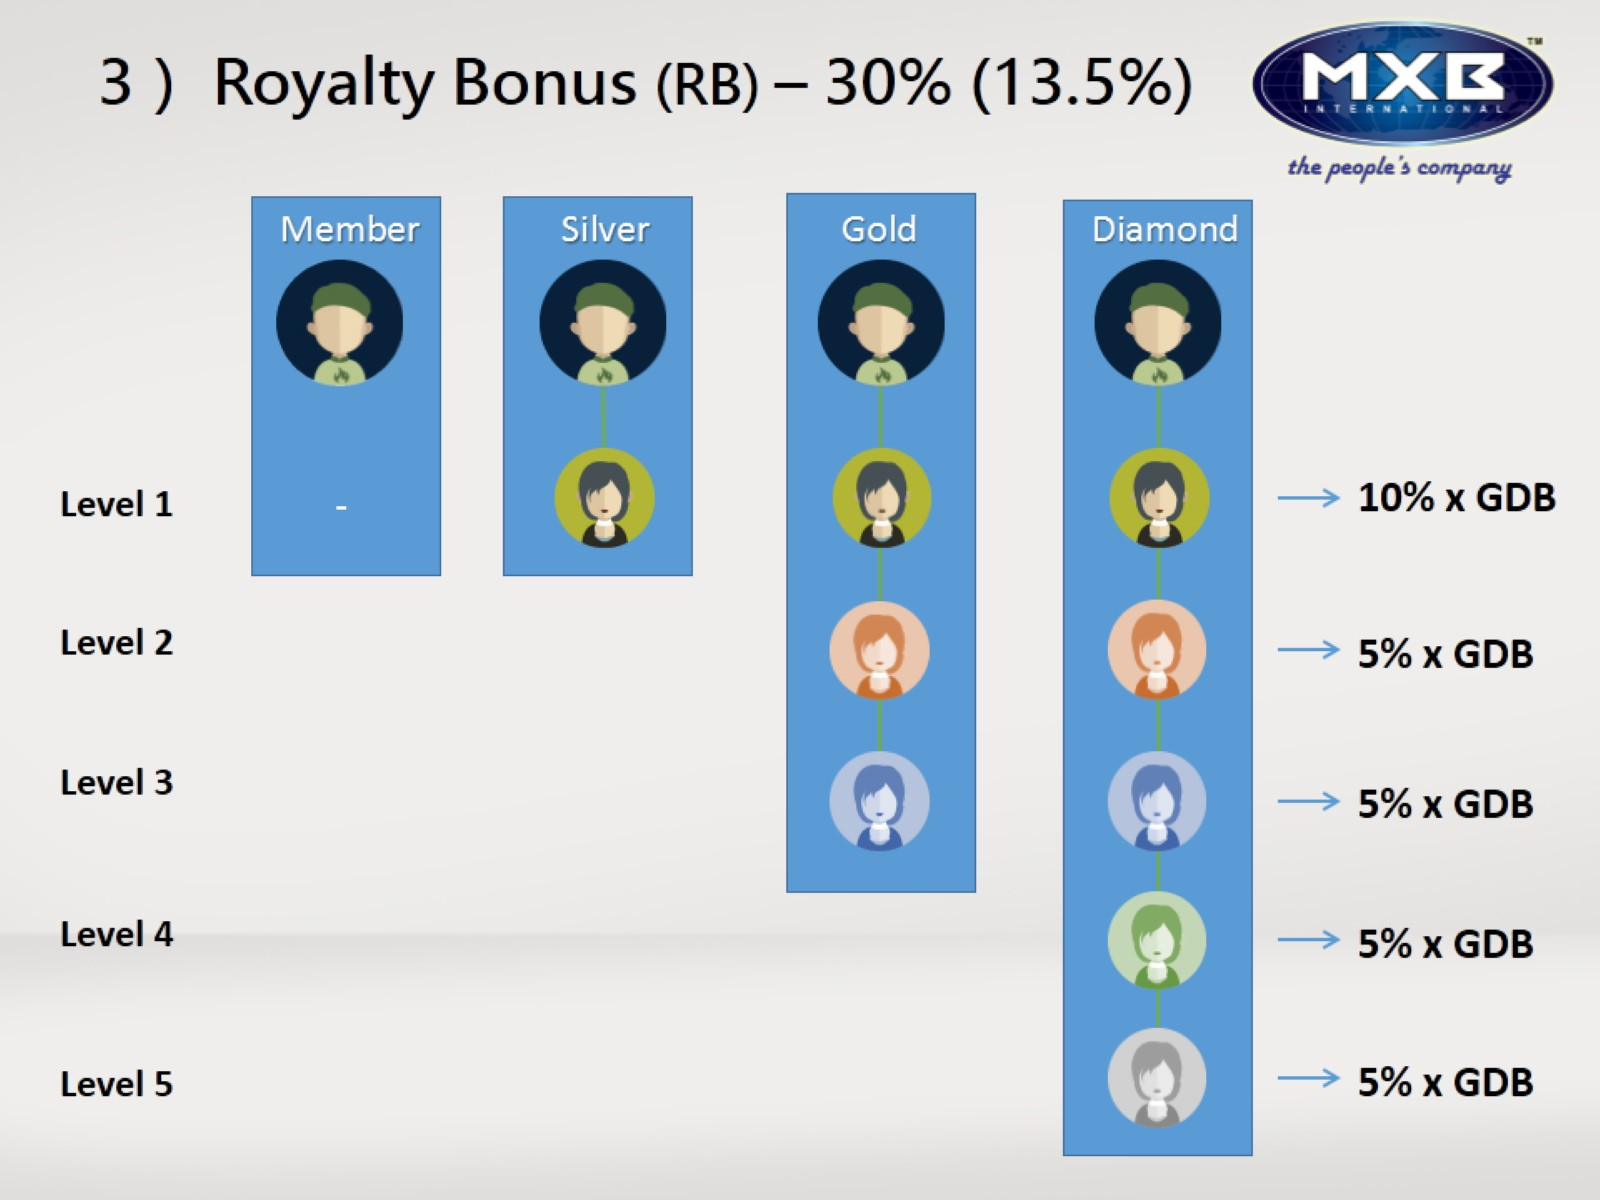 3 ) Royalty Bonus (RB) – 30% (13.5%)
MXB
INTERNATIONAL
TM
the people's company
Member
Silver
Gold
Diamond
Level 1
-
10% x GDB
Level 2
5% x GDB
Level 3
5% x GDB
Level 4
5% x GDB
Level 5
5% x GDB